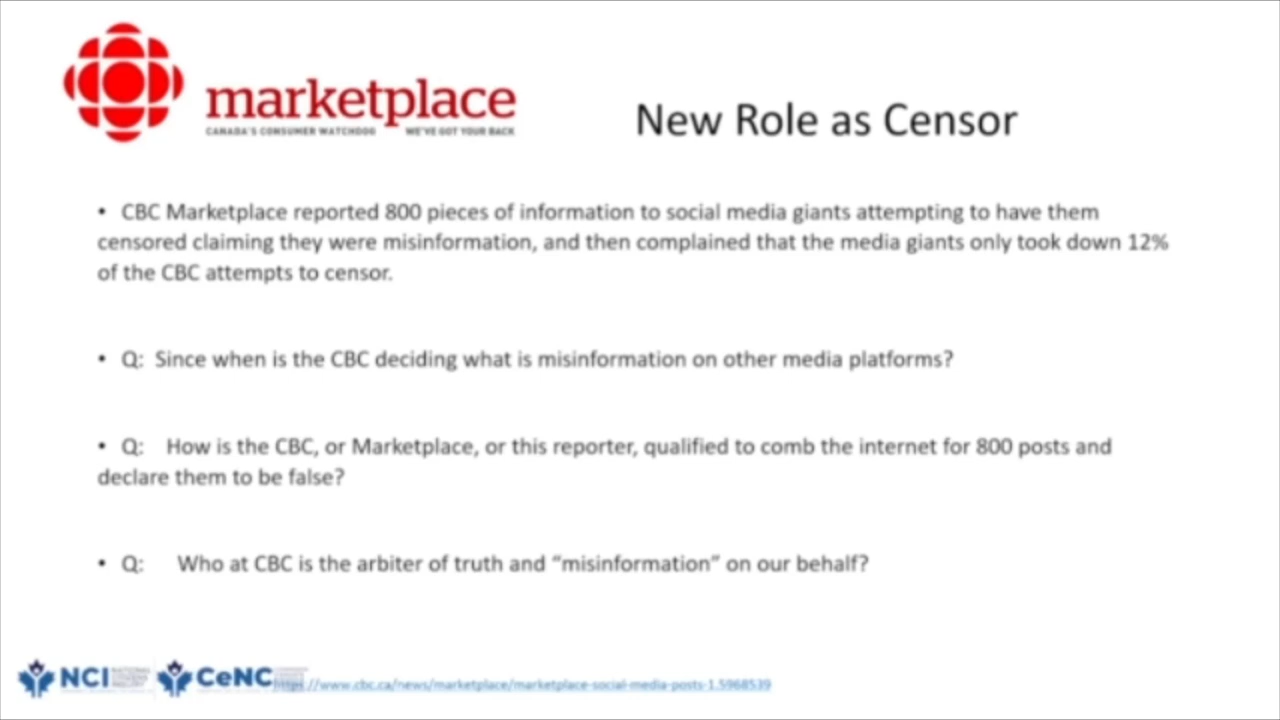 marketplace
CANADA'S CONSUMER WATCHDOG WE'VE GOT YOUR BACK
New Role as Censor
• CBC Marketplace reported 800 pieces of information to social media giants attempting to have them
censored claiming they were misinformation, and then complained that the media giants only took down 12%
of the CBC attempts to censor.
• Q: Since when is the CBC deciding what is misinformation on other media platforms?
• Q: How is the CBC, or Marketplace, or this reporter, qualified to comb the internet for 800 posts and
declare them to be false?
• Q: Who at CBC is the arbiter of truth and “misinformation” on our behalf?
NCI CeNC https://www.cbc.ca/news/marketplace/marketplace-social-media-posts-1.5968539